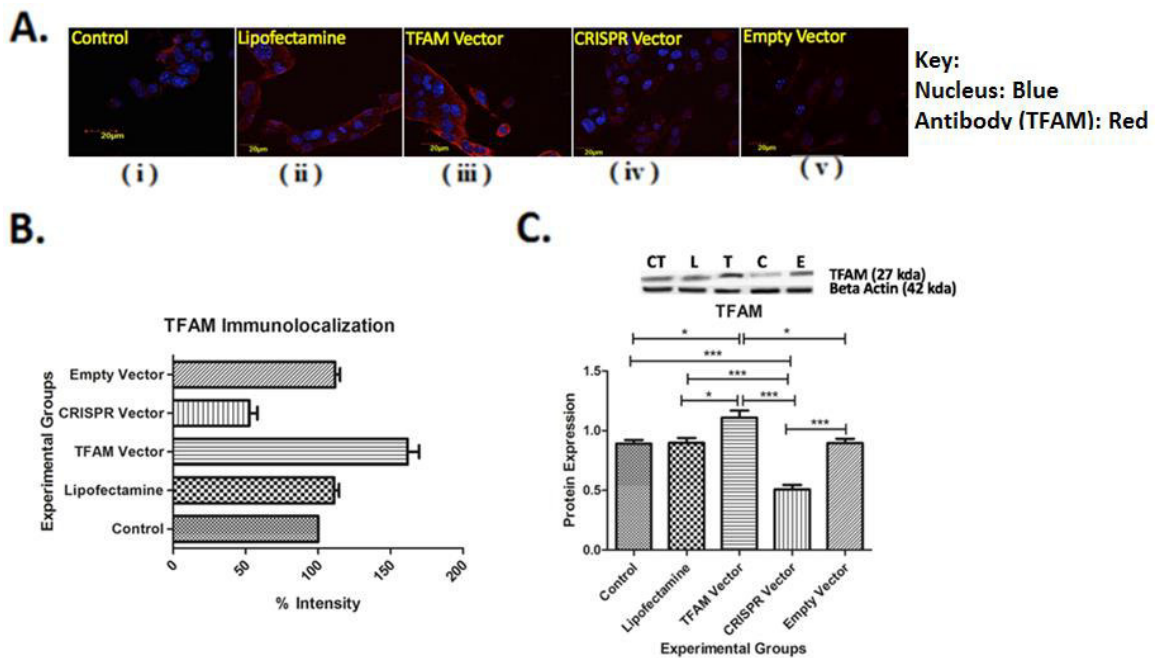 A.
Control
Lipofectamine
TFAM Vector
CRISPR Vector
Empty Vector
20µm
20µm
20µm
20µm
20µm
( i )
( ii )
( iii )
( iv )
( v )
Key:
Nucleus: Blue
Antibody (TFAM): Red
B.
TFAM Immunolocalization
Experimental Groups
Empty Vector
CRISPR Vector
TFAM Vector
Lipofectamine
Control
0
50
100
150
200
% Intensity
C.
CT L T C E
TFAM (27 kda)
Beta Actin (42 kda)
TFAM
* *
***
***
* ***
***
Protein Expression
1.5
1.0
0.5
0.0
Control
Lipofectamine
TFAM Vector
CRISPR Vector
Empty Vector
Experimental Groups